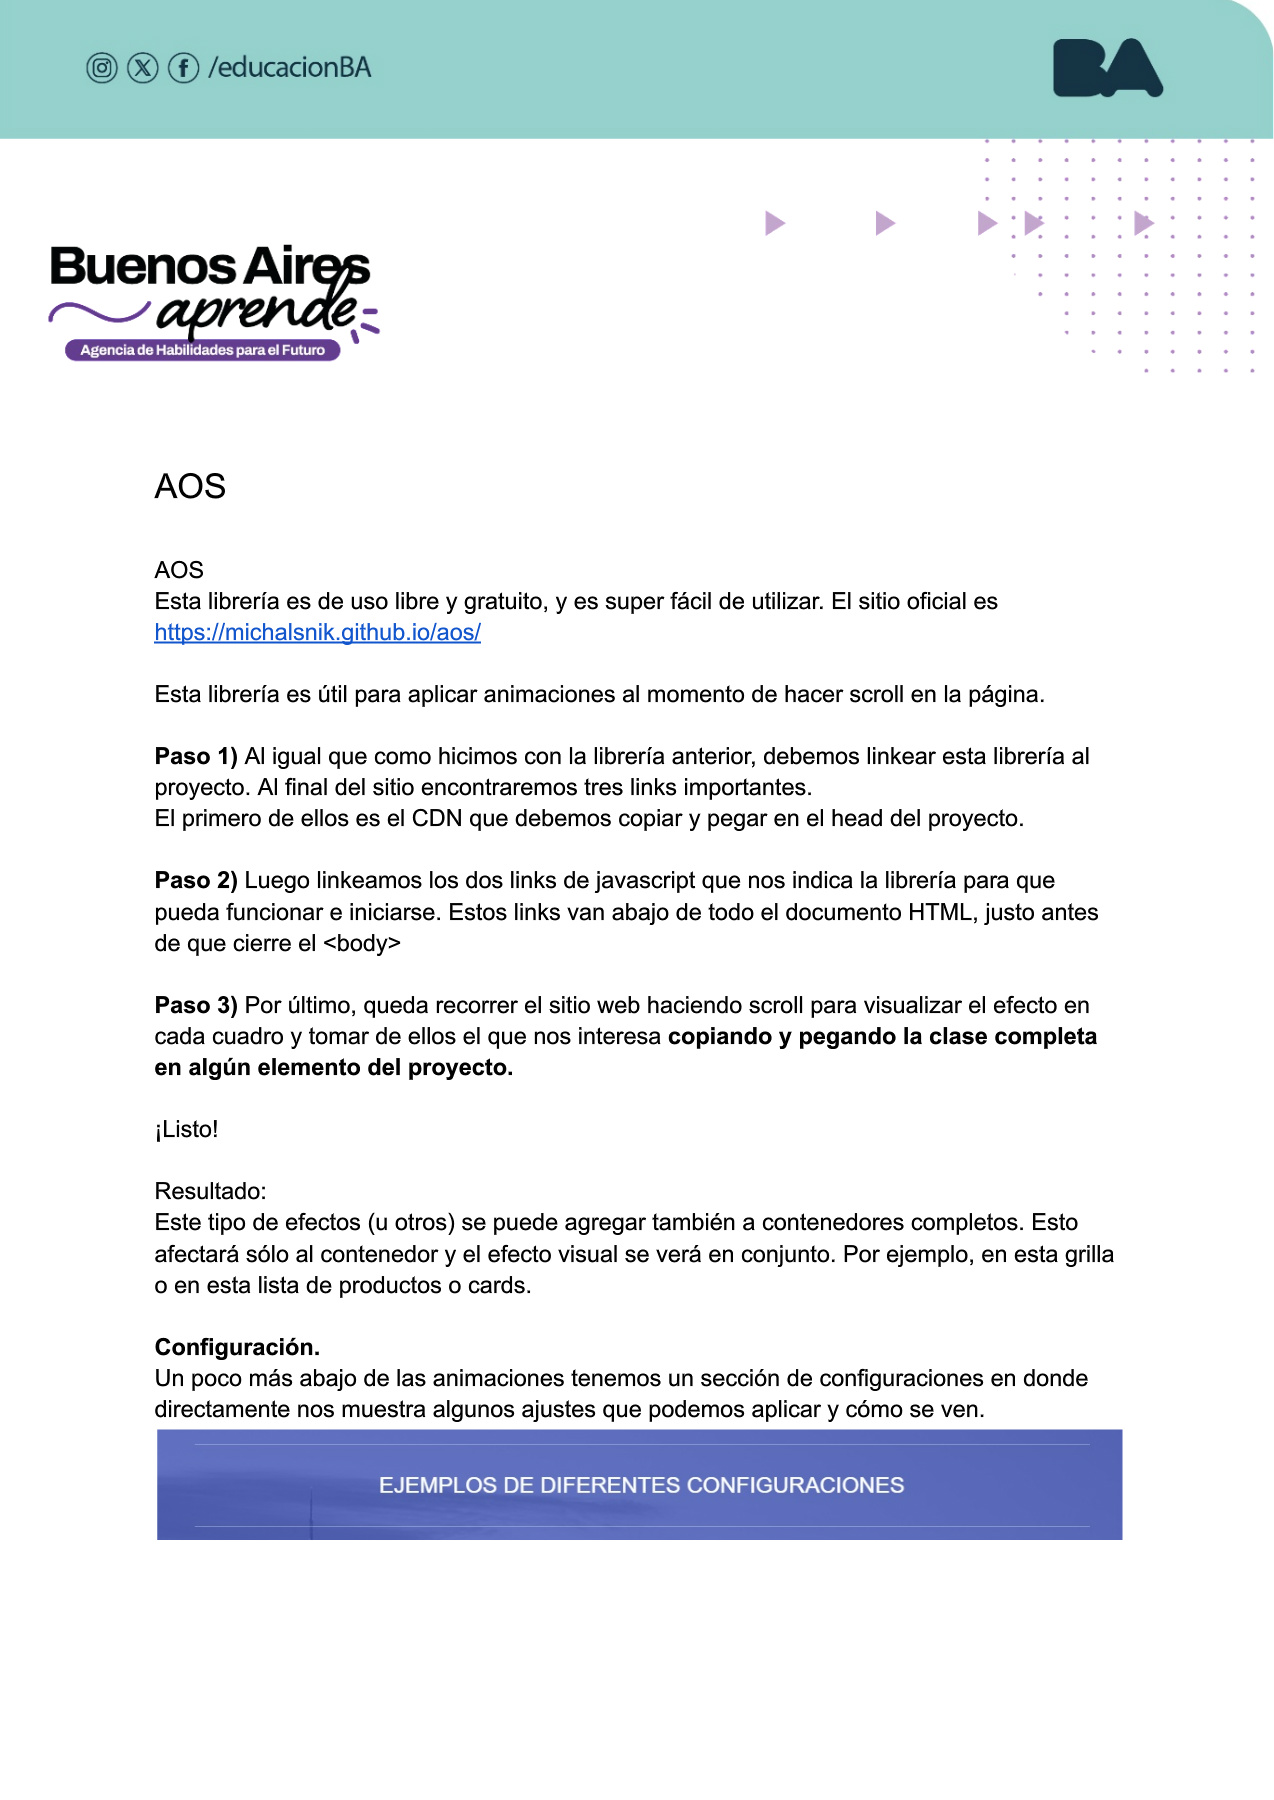 /educacionBA
BA
Buenos Aires
aprende
Agencia de Habilidades para el Futuro
AOS
AOS
Esta librería es de uso libre y gratuito, y es super fácil de utilizar. El sitio oficial es
https://michalsnik.github.io/aos/
Esta librería es útil para aplicar animaciones al momento de hacer scroll en la página.
Paso 1) Al igual que como hicimos con la librería anterior, debemos linkear esta librería al
proyecto. Al final del sitio encontraremos tres links importantes.
El primero de ellos es el CDN que debemos copiar y pegar en el head del proyecto.
Paso 2) Luego linkeamos los dos links de javascript que nos indica la librería para que
pueda funcionar e iniciarse. Estos links van abajo de todo el documento HTML, justo antes
de que cierre el <body>
Paso 3) Por último, queda recorrer el sitio web haciendo scroll para visualizar el efecto en
cada cuadro y tomar de ellos el que nos interesa copiando y pegando la clase completa
en algún elemento del proyecto.
¡Listo!
Resultado:
Este tipo de efectos (u otros) se puede agregar también a contenedores completos. Esto
afectará sólo al contenedor y el efecto visual se verá en conjunto. Por ejemplo, en esta grilla
o en esta lista de productos o cards.
Configuración.
Un poco más abajo de las animaciones tenemos un sección de configuraciones en donde
directamente nos muestra algunos ajustes que podemos aplicar y cómo se ven.
EJEMPLOS DE DIFERENTES CONFIGURACIONES